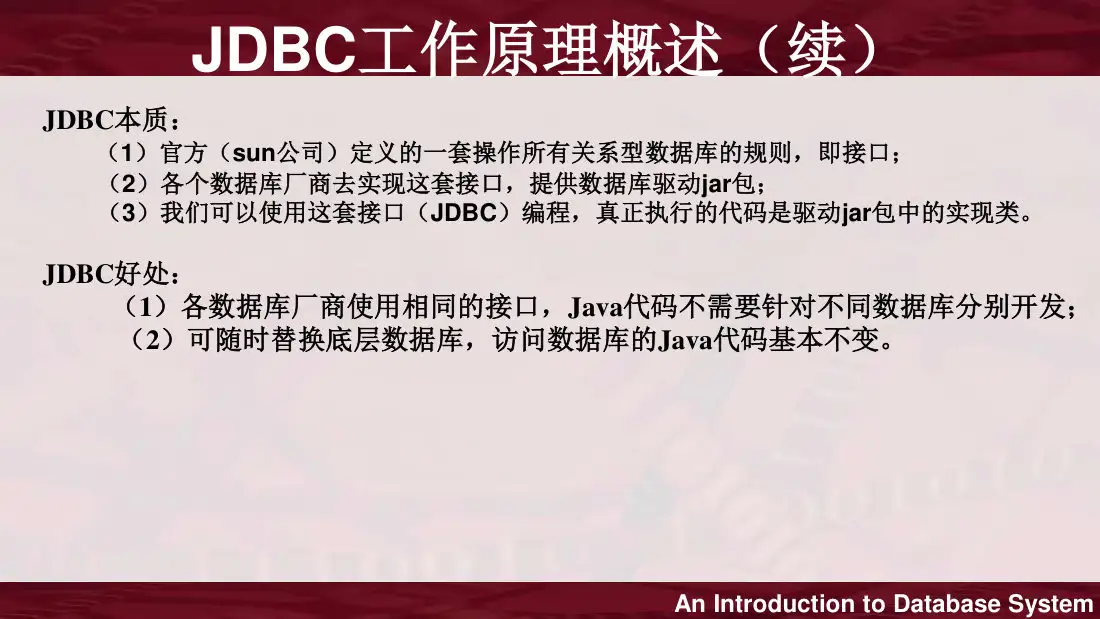 JDBC工作原理概述（续）
JDBC本质：
（1）官方（sun公司）定义的一套操作所有关系型数据库的规则，即接口；
（2）各个数据库厂商去实现这套接口，提供数据库驱动jar包；
（3）我们可以使用这套接口（JDBC）编程，真正执行的代码是驱动jar包中的实现类。
JDBC好处：
（1）各数据库厂商使用相同的接口，Java代码不需要针对不同数据库分别开发；
（2）可随时替换底层数据库，访问数据库的Java代码基本不变。
An Introduction to Database System